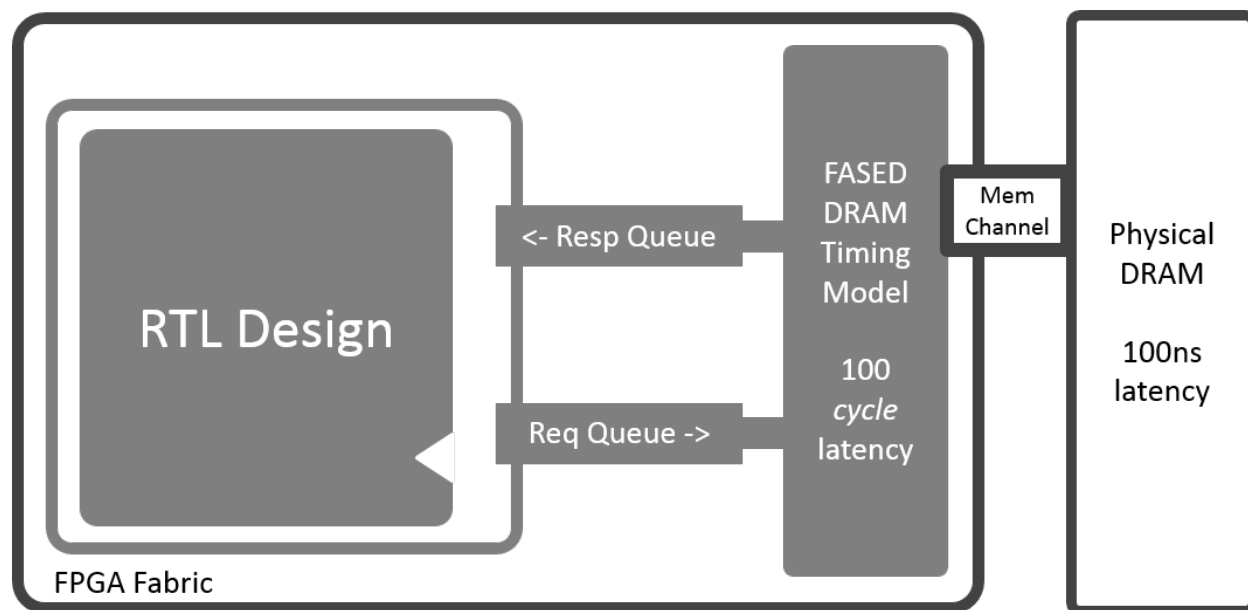 RTL Design
<- Resp Queue
Req Queue ->
FASED
DRAM
Timing
Model
100
cycle
latency
Mem
Channel
Physical
DRAM
100ns
latency
FPGA Fabric